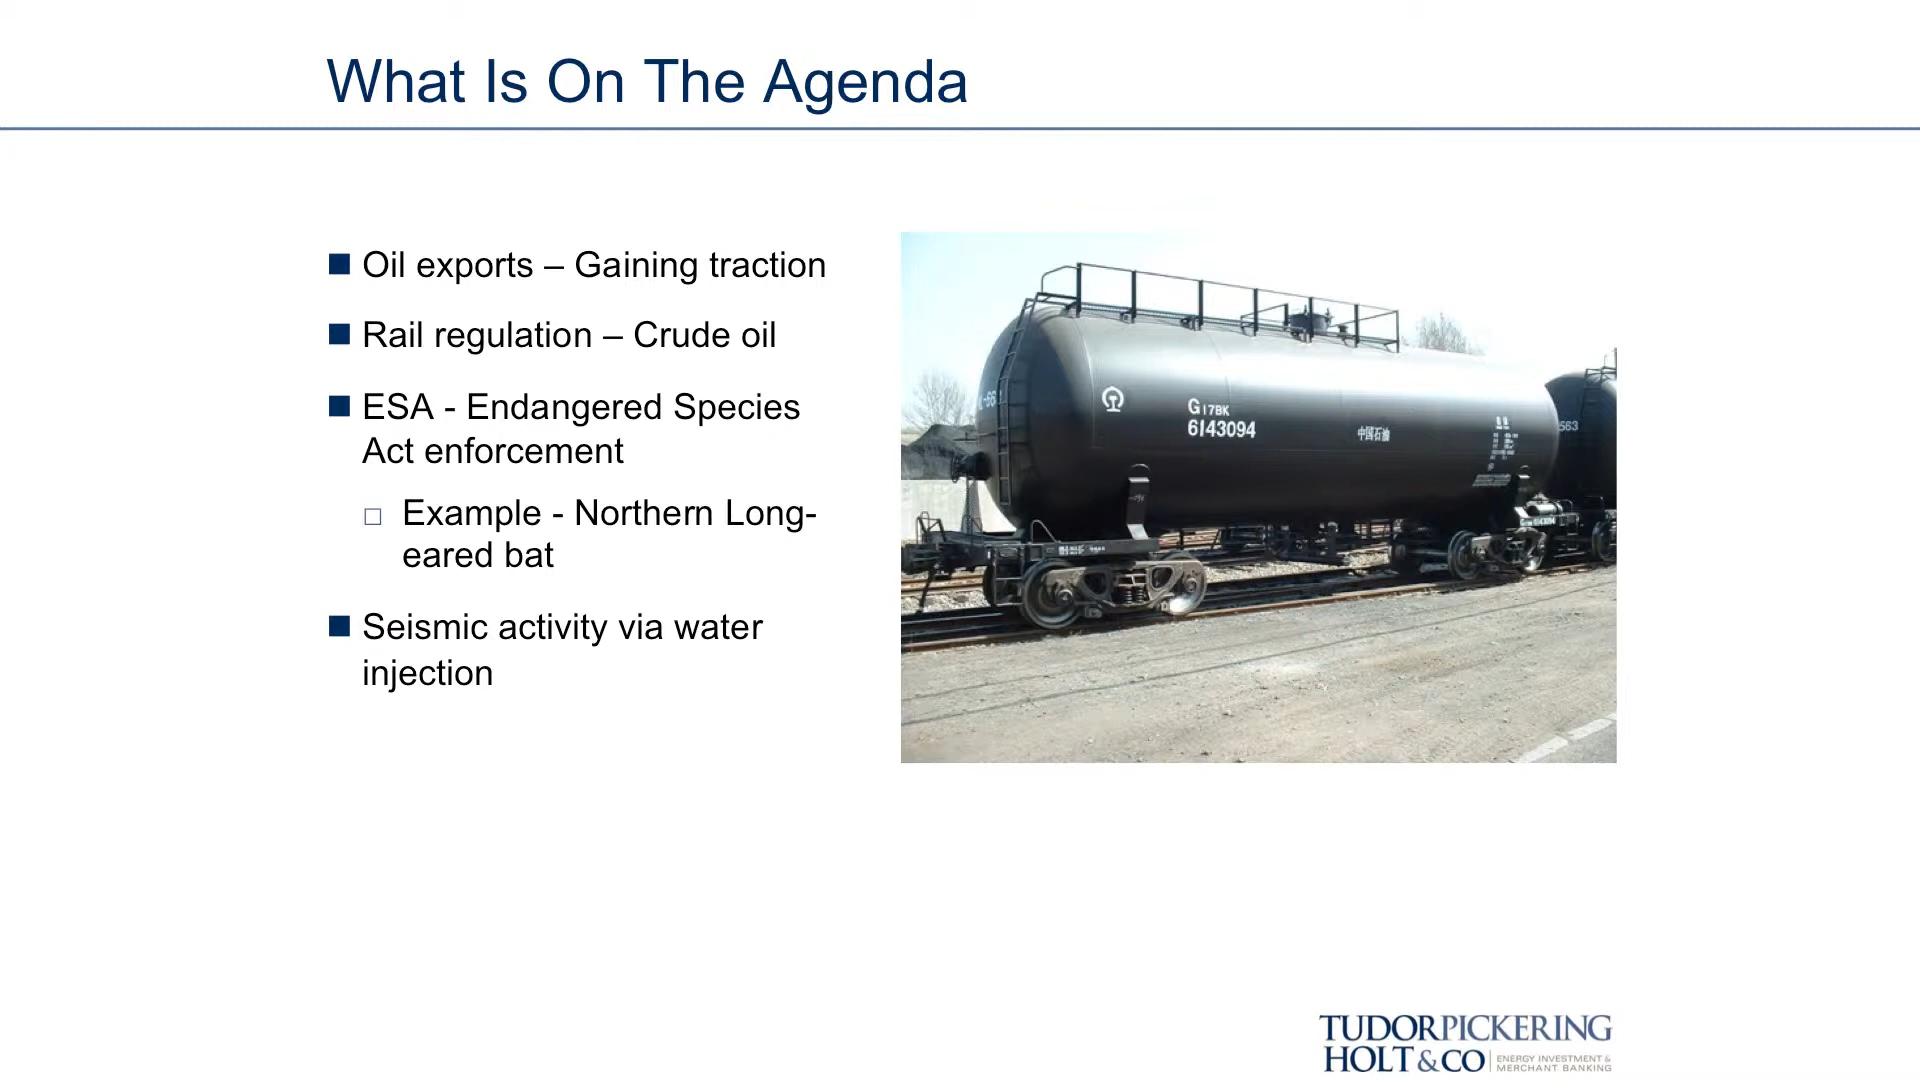 What Is On The Agenda
Oil exports – Gaining traction
Rail regulation – Crude oil
ESA - Endangered Species
Act enforcement
Example - Northern Long-
eared bat
Seismic activity via water
injection
G17BK
6143094
中国石油
563
TUDORPICKERING
HOLT&CO
ENERGY INVESTMENT &
MERCHANT BANKING